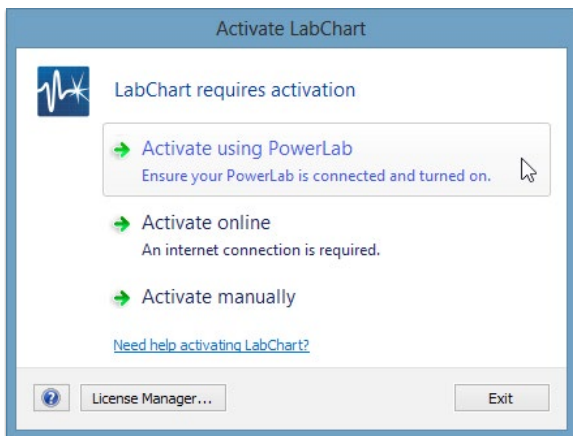 Activate LabChart
LabChart requires activation
Activate using PowerLab
Ensure your PowerLab is connected and turned on.
Activate online
An internet connection is required.
Activate manually
Need help activating LabChart?
?
License Manager...
Exit